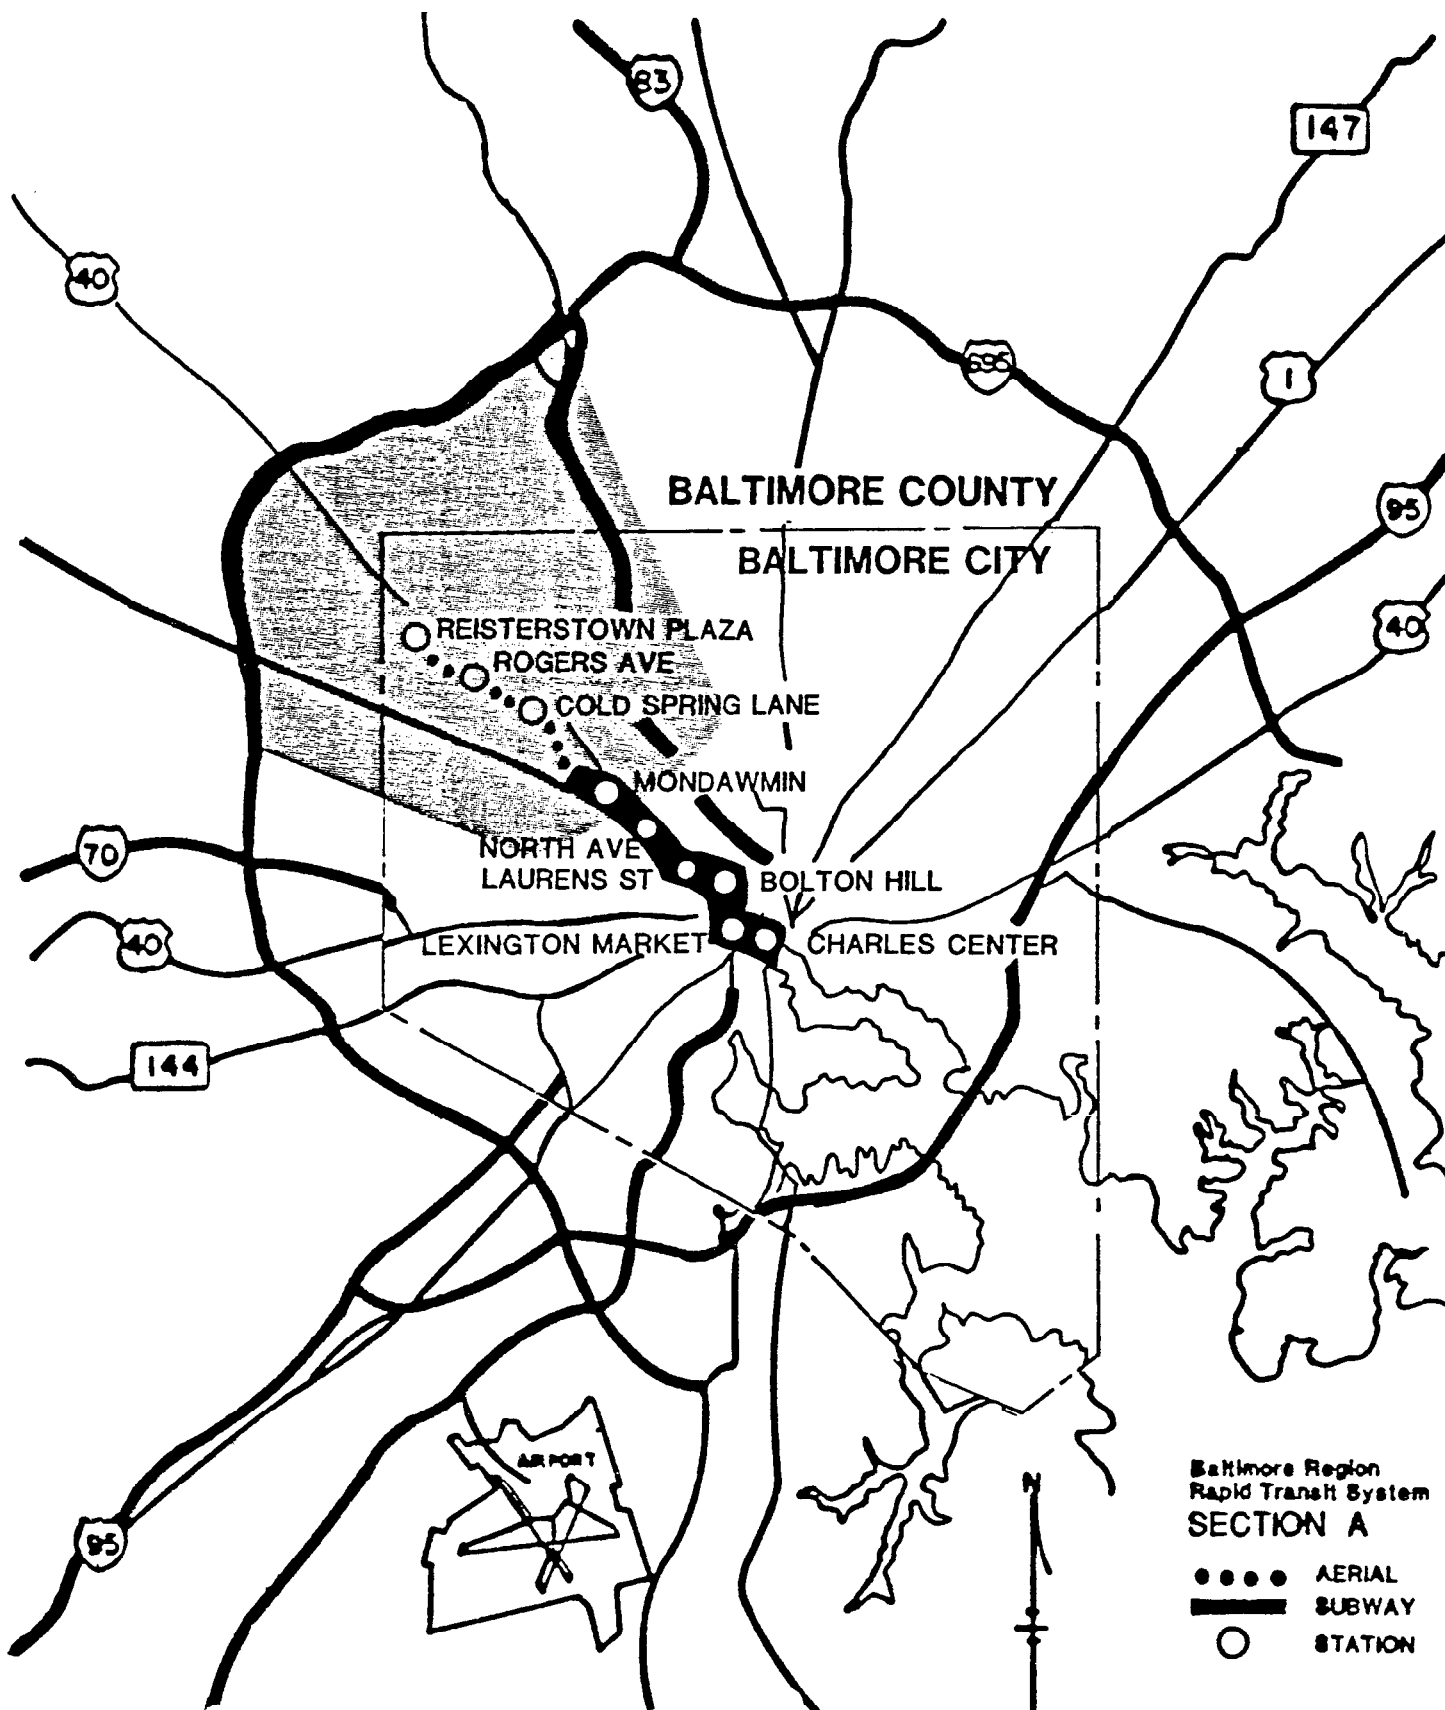 83
147
40
695
1
BALTIMORE COUNTY
95
BALTIMORE CITY
40
REISTERSTOWN PLAZA
ROGERS AVE
COLD SPRING LANE
MONDAWMIN
NORTH AVE
70
LAURENS ST
BOLTON HILL
40
LEXINGTON MARKET
CHARLES CENTER
144
AIRPORT
N
95
Baltimore Region
Rapid Transit System
SECTION A
AERIAL
SUBWAY
STATION